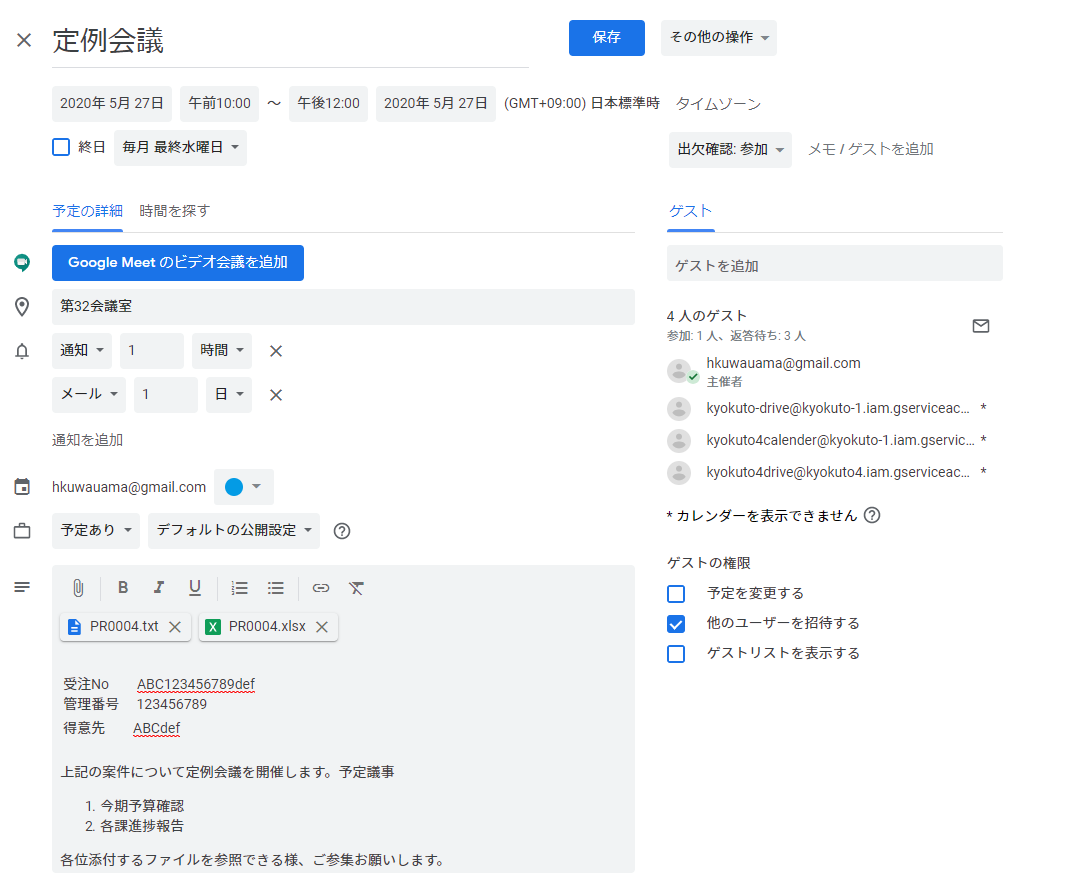 定例会議
保存
その他の操作
2020年 5月 27日 午前10:00 ～ 午後12:00 2020年 5月 27日 (GMT+09:00) 日本標準時 タイムゾーン
終日 毎月 最終水曜日
出欠確認: 参加 メモ / ゲストを追加
予定の詳細 時間を探す
ゲスト
Google Meet のビデオ会議を追加
ゲストを追加
第32会議室
4 人のゲスト
参加: 1 人、返答待ち: 3 人
通知 1 時間
hkuwauama@gmail.com
主催者
メール 1 日
kyokuto-drive@kyokuto-1.iam.gserviceac... *
通知を追加
kyokuto4calender@kyokuto-1.iam.gservic... *
kyokuto4drive@kyokuto4.iam.gserviceac... *
hkuwauama@gmail.com
* カレンダーを表示できません
予定あり デフォルトの公開設定
ゲストの権限
予定を変更する
他のユーザーを招待する
ゲストリストを表示する
B I U
PR0004.txt PR0004.xlsx
受注No ABC123456789def
管理番号 123456789
得意先 ABCdef
上記の案件について定例会議を開催します。予定議事
1. 今期予算確認
2. 各課進捗報告
各位添付するファイルを参照できる様、ご参集お願いします。